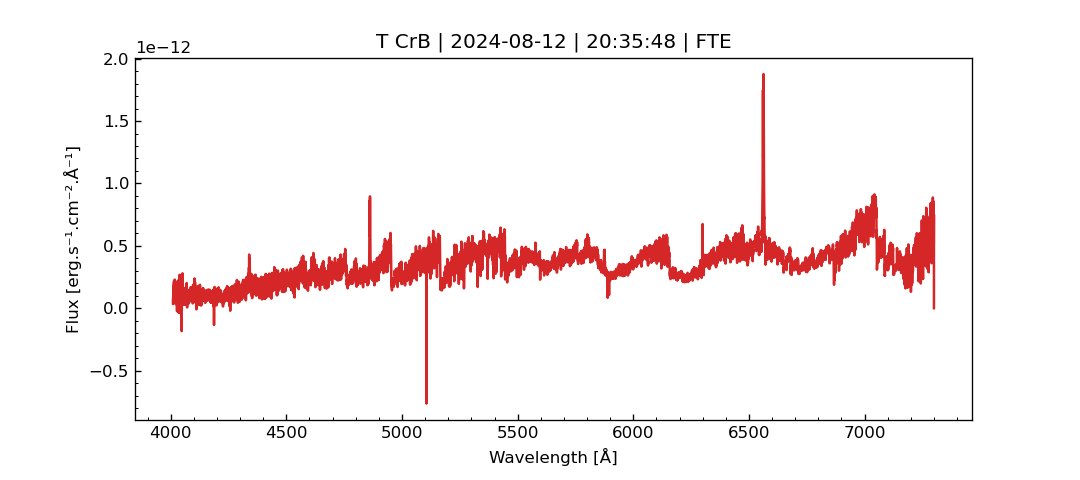 T CrB | 2024-08-12 | 20:35:48 | FTE
1e−12
2.0
1.5
1.0
0.5
0.0
−0.5
Flux [erg.s⁻¹.cm⁻².Å⁻¹]
4000 4500 5000 5500 6000 6500 7000
Wavelength [Å]